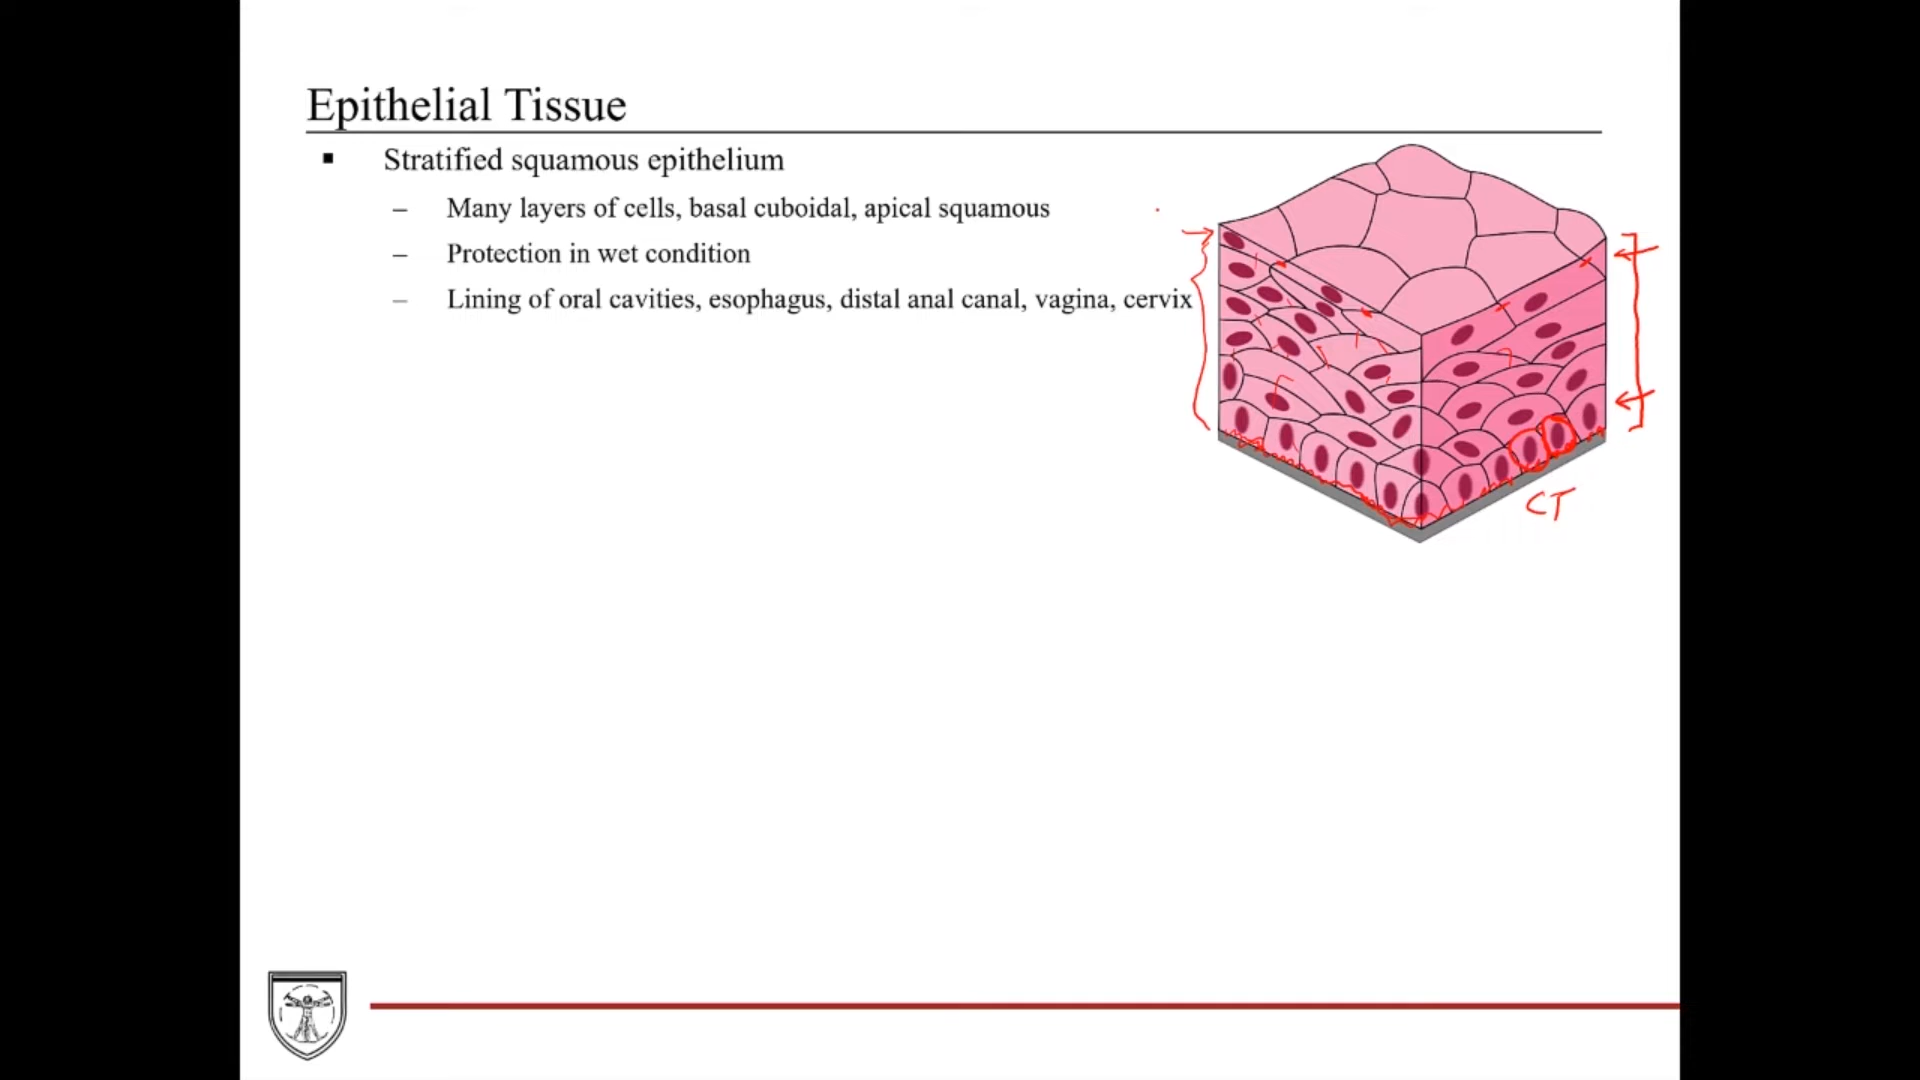 Epithelial Tissue
▪ Stratified squamous epithelium
– Many layers of cells, basal cuboidal, apical squamous
– Protection in wet condition
– Lining of oral cavities, esophagus, distal anal canal, vagina, cervix
CT